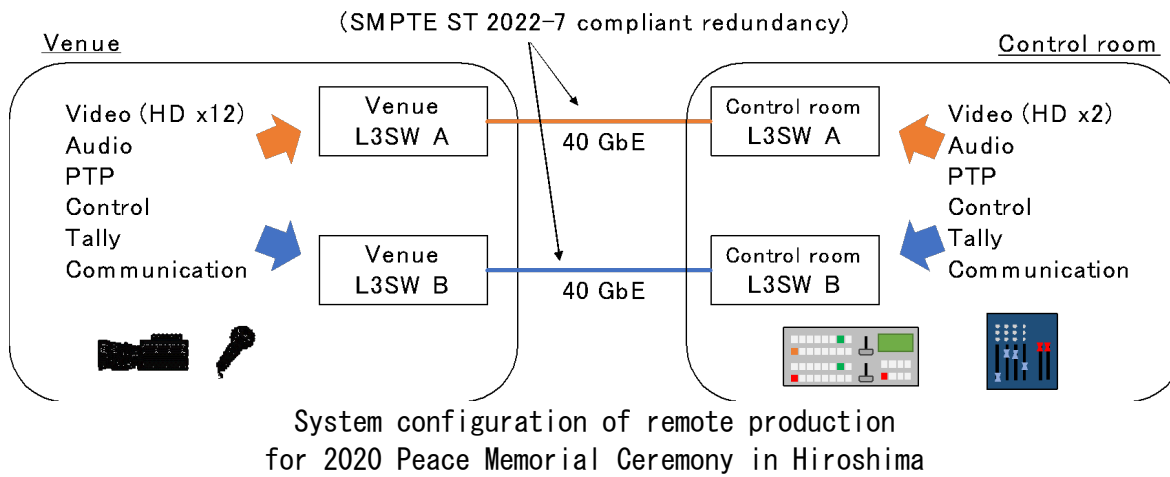 (SMPTE ST 2022-7 compliant redundancy)
Venue
Control room
Video (HD x12)
Audio
PTP
Control
Tally
Communication
Venue
L3SW A
40 GbE
Control room
L3SW A
Venue
L3SW B
40 GbE
Control room
L3SW B
Video (HD x2)
Audio
PTP
Control
Tally
Communication
System configuration of remote production
for 2020 Peace Memorial Ceremony in Hiroshima